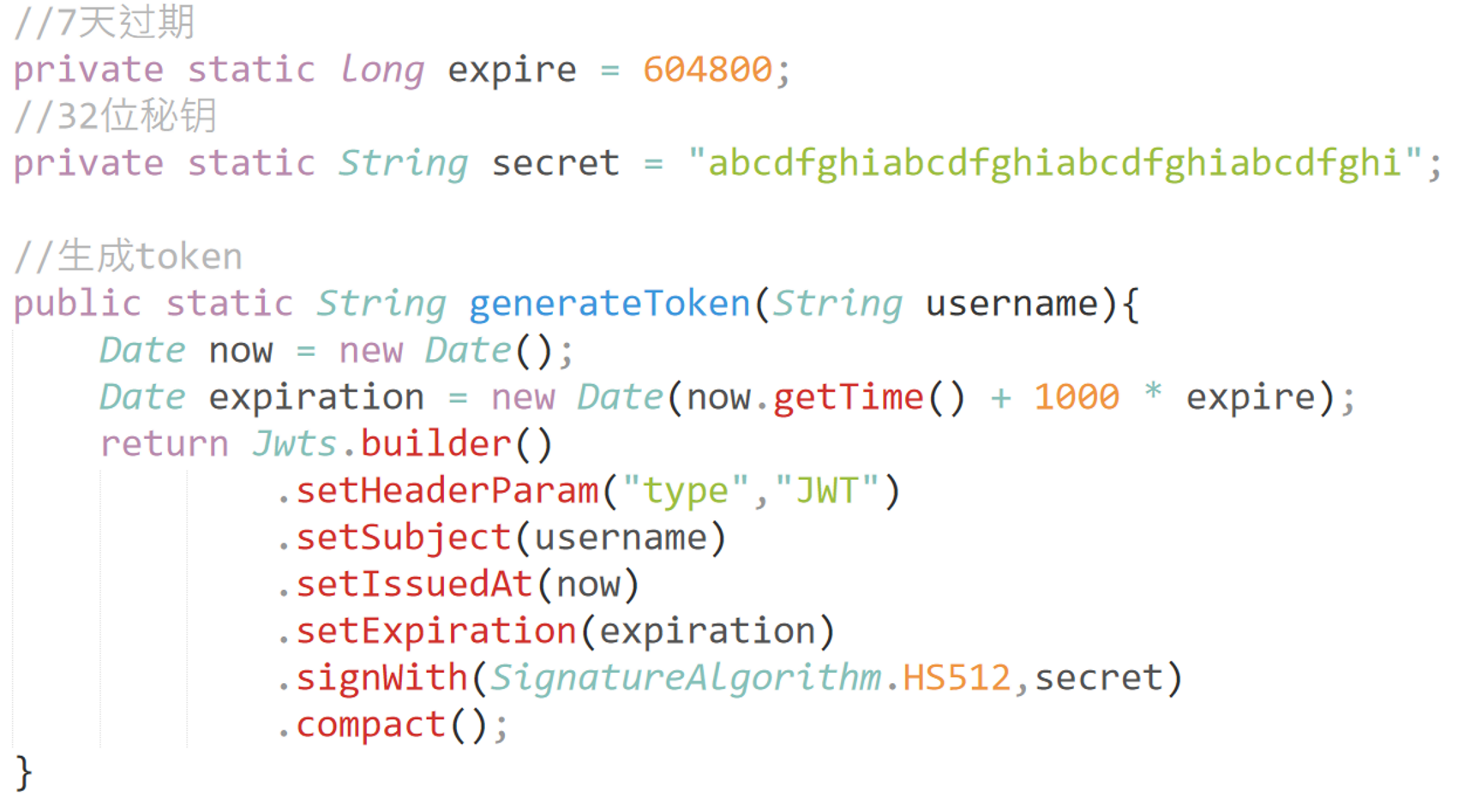 //7天过期
private static long expire = 604800;
//32位秘钥
private static String secret = "abcdfghiabcdfghiabcdfghiabcdfghi";
//生成token
public static String generateToken(String username){
    Date now = new Date();
    Date expiration = new Date(now.getTime() + 1000 * expire);
    return Jwts.builder()
            .setHeaderParam("type","JWT")
            .setSubject(username)
            .setIssuedAt(now)
            .setExpiration(expiration)
            .signWith(SignatureAlgorithm.HS512,secret)
            .compact();
}